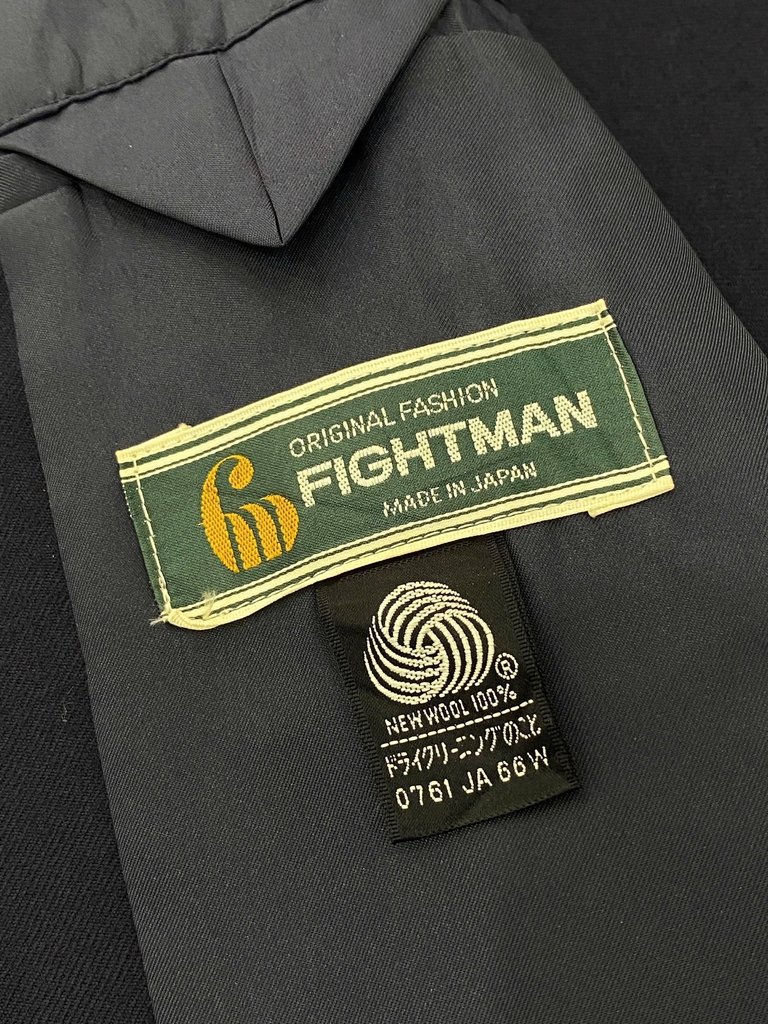 ORIGINAL FASHION
FIGHTMAN
MADE IN JAPAN
®
NEW WOOL 100%
ドライクリーニングのこと
0761 JA 66W